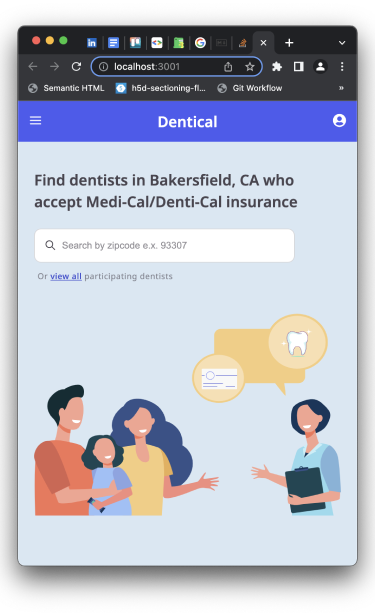 in
G
localhost:3001
Semantic HTML
h5d-sectioning-fl...
Git Workflow
»
Dentical
Find dentists in Bakersfield, CA who
accept Medi-Cal/Denti-Cal insurance
Search by zipcode e.x. 93307
Or view all participating dentists